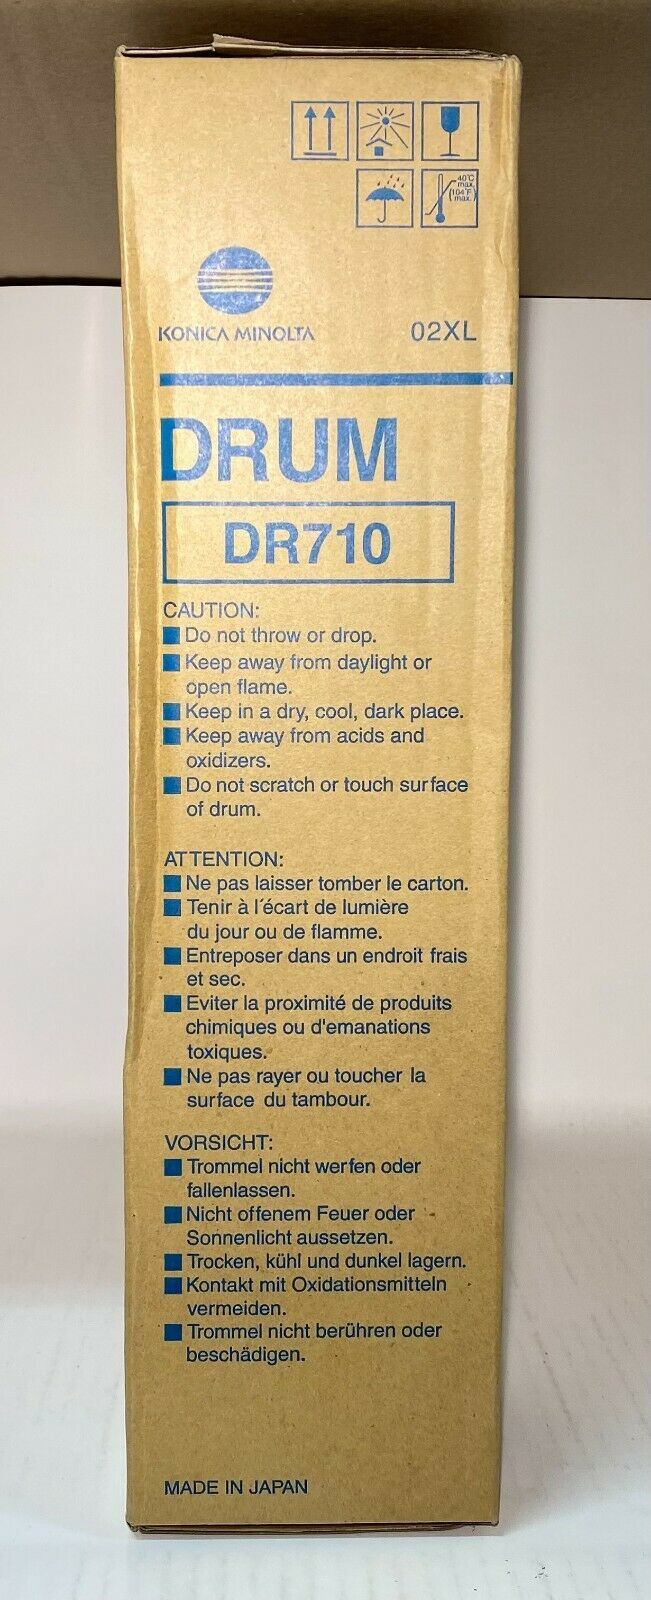 40°C
max.
(104°F
max.)
KONICA MINOLTA 02XL
DRUM
DR710
CAUTION:
Do not throw or drop.
Keep away from daylight or
open flame.
Keep in a dry, cool, dark place.
Keep away from acids and
oxidizers.
Do not scratch or touch surface
of drum.
ATTENTION:
Ne pas laisser tomber le carton.
Tenir à l´écart de lumière
du jour ou de flamme.
Entreposer dans un endroit frais
et sec.
Eviter la proximité de produits
chimiques ou d'emanations
toxiques.
Ne pas rayer ou toucher la
surface du tambour.
VORSICHT:
Trommel nicht werfen oder
fallenlassen.
Nicht offenem Feuer oder
Sonnenlicht aussetzen.
Trocken, kühl und dunkel lagern.
Kontakt mit Oxidationsmitteln
vermeiden.
Trommel nicht berühren oder
beschädigen.
MADE IN JAPAN